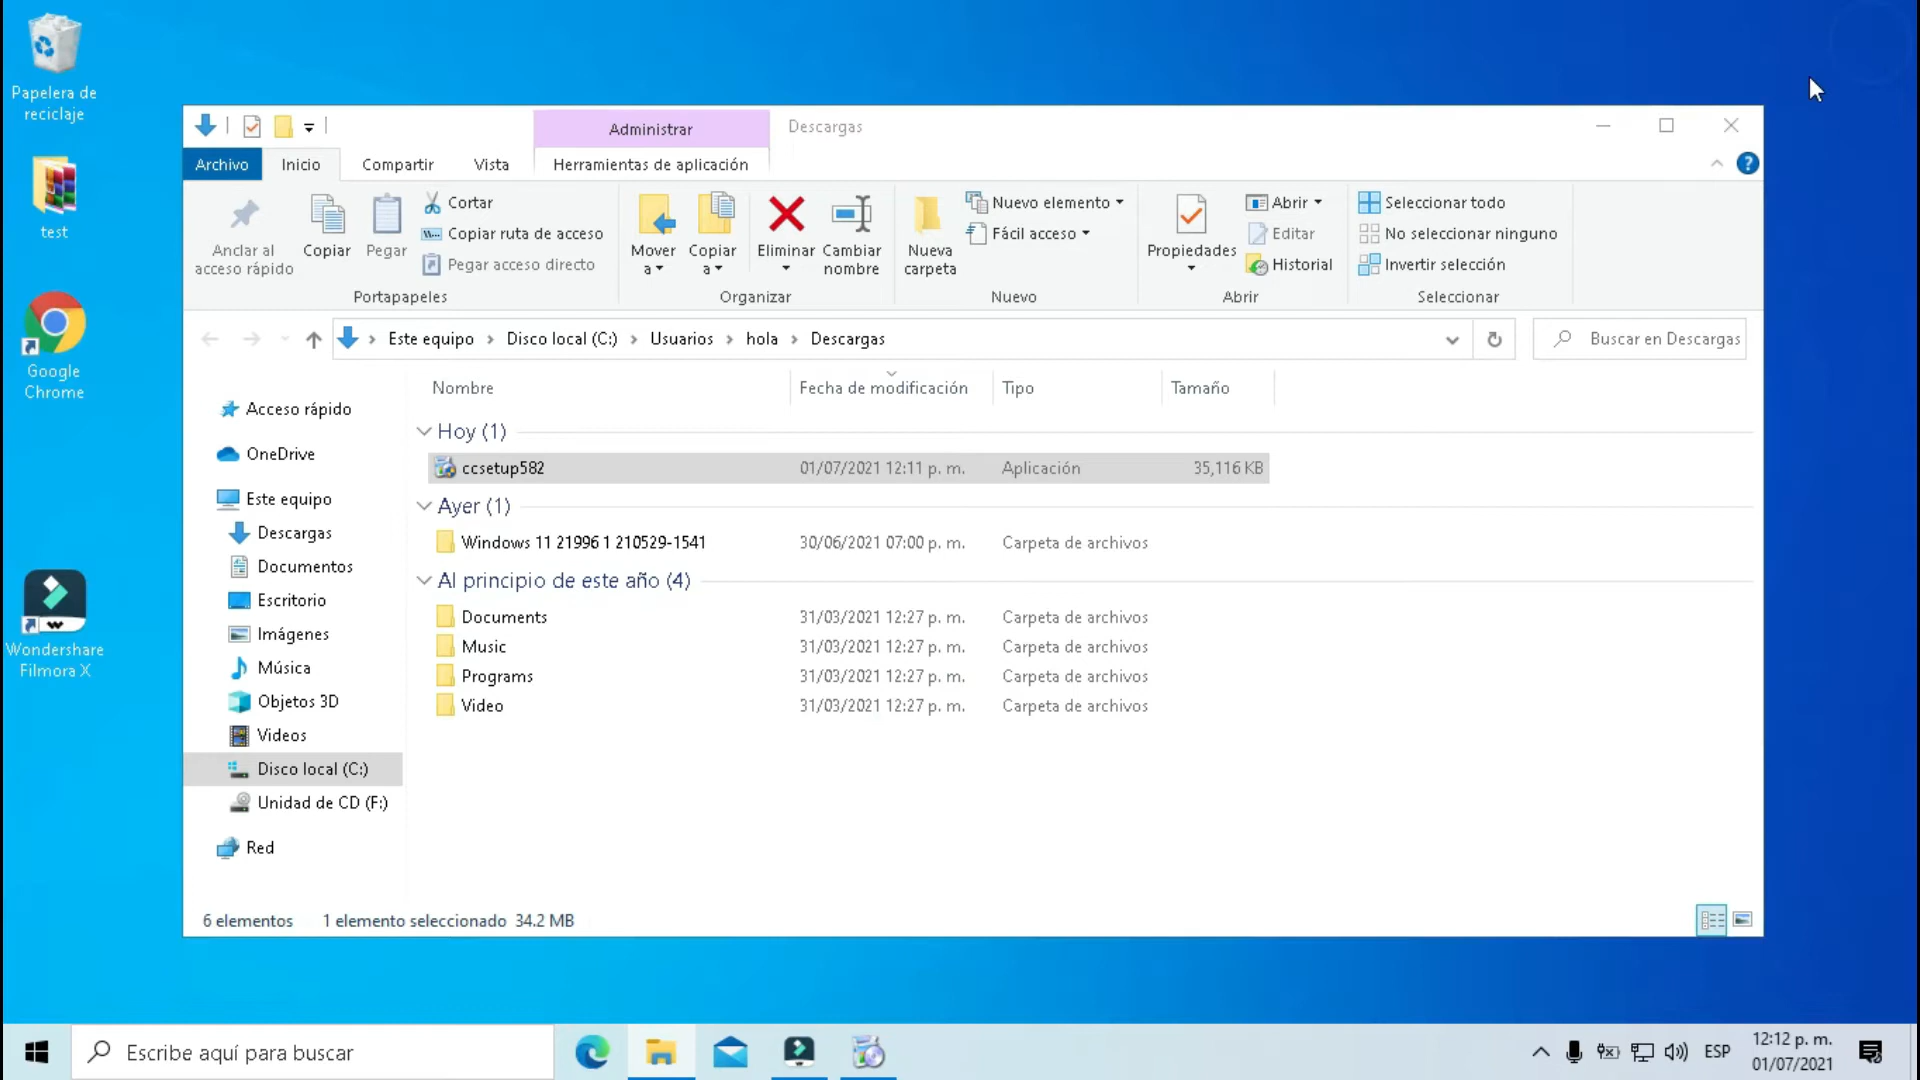 Papelera de
reciclaje
test
Google
Chrome
Wondershare
Filmora X
Administrar
Descargas
Archivo
Inicio
Compartir
Vista
Herramientas de aplicación
Anclar al
acceso rápido
Copiar
Pegar
Cortar
Copiar ruta de acceso
Pegar acceso directo
Portapapeles
Mover
a
Copiar
a
Eliminar
Cambiar
nombre
Organizar
Nueva
carpeta
Nuevo elemento
Fácil acceso
Nuevo
Propiedades
Abrir
Editar
Historial
Abrir
Seleccionar todo
No seleccionar ninguno
Invertir selección
Seleccionar
Este equipo > Disco local (C:) > Usuarios > hola > Descargas
Buscar en Descargas
Acceso rápido
OneDrive
Este equipo
Descargas
Documentos
Escritorio
Imágenes
Música
Objetos 3D
Videos
Disco local (C:)
Unidad de CD (F:)
Red
Nombre Fecha de modificación Tipo Tamaño
Hoy (1)
ccsetup582 01/07/2021 12:11 p. m. Aplicación 35,116 KB
Ayer (1)
Windows 11 21996 1 210529-1541 30/06/2021 07:00 p. m. Carpeta de archivos
Al principio de este año (4)
Documents 31/03/2021 12:27 p. m. Carpeta de archivos
Music 31/03/2021 12:27 p. m. Carpeta de archivos
Programs 31/03/2021 12:27 p. m. Carpeta de archivos
Video 31/03/2021 12:27 p. m. Carpeta de archivos
6 elementos 1 elemento seleccionado 34.2 MB
Escribe aquí para buscar
ESP
12:12 p. m.
01/07/2021